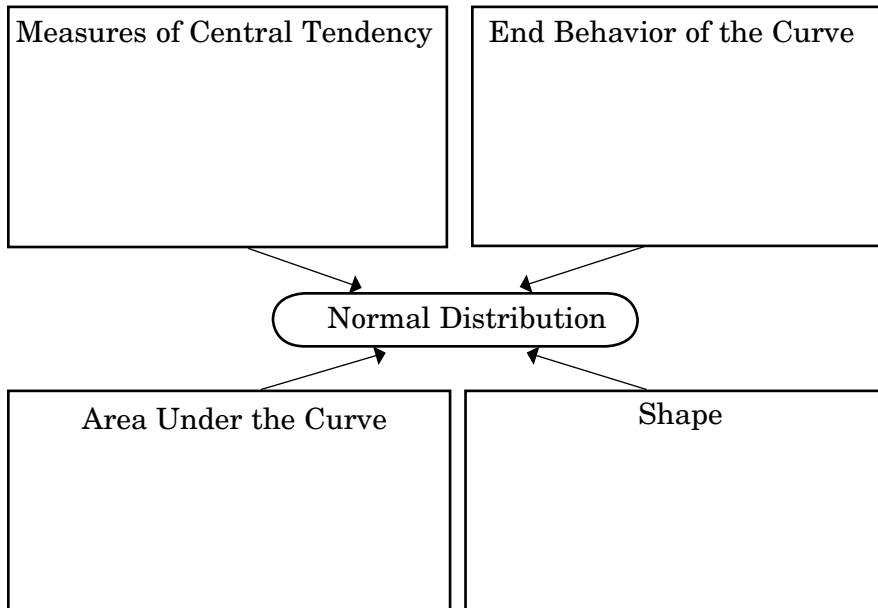 Measures of Central Tendency
End Behavior of the Curve
Normal Distribution
Area Under the Curve
Shape